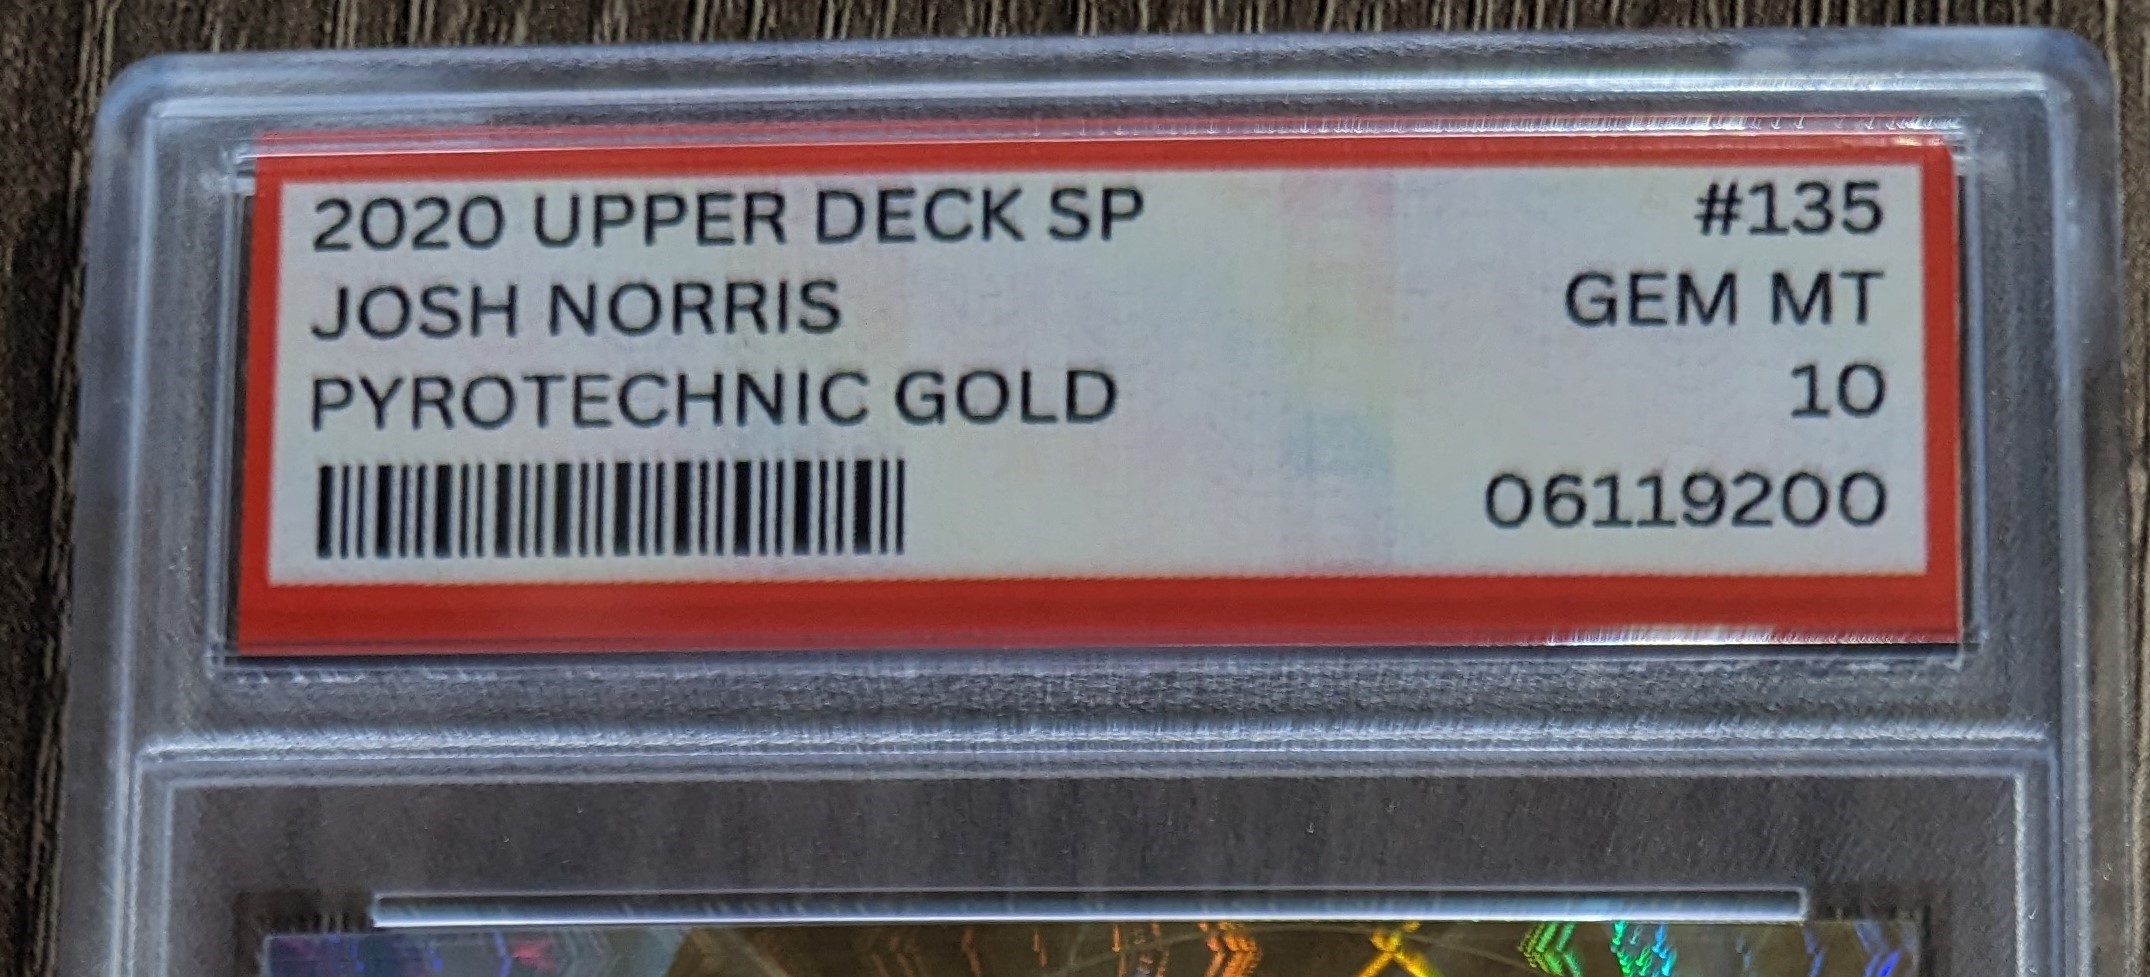 2020 UPPER DECK SP #135
JOSH NORRIS GEM MT
PYROTECHNIC GOLD 10
06119200